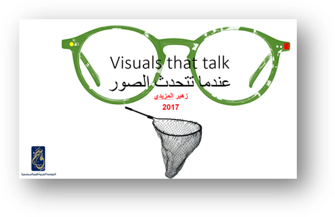 Visuals that talk
عندما تتحدث الصور
زهير المزيدي
2017